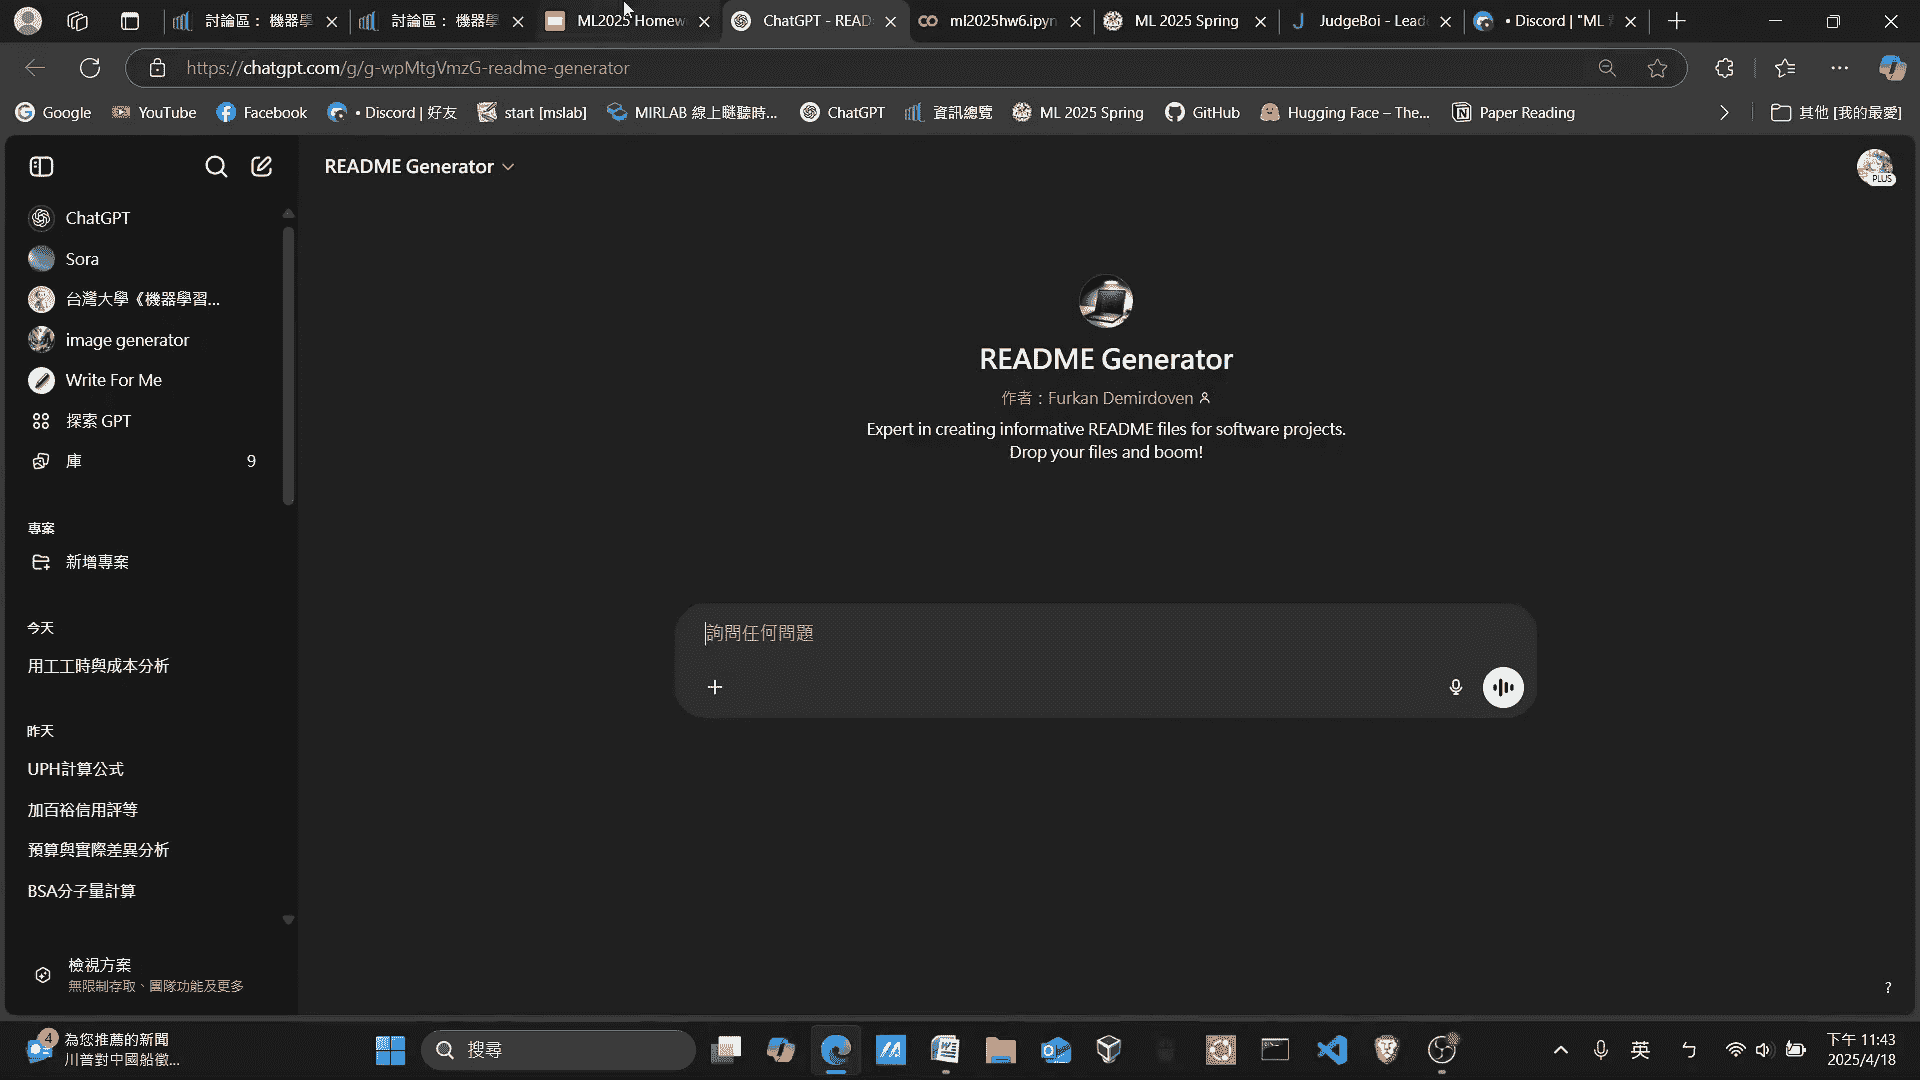 討論區： 機器學
討論區： 機器學
ML2025 Homew
ChatGPT - READ
ml2025hw6.ipyn
ML 2025 Spring
JudgeBoi - Lead
• Discord | "ML
https://chatgpt.com/g/g-wpMtgVmzG-readme-generator
Google
YouTube
Facebook
• Discord | 好友
start [mslab]
MIRLAB 線上瞇聽時...
ChatGPT
資訊總覽
ML 2025 Spring
GitHub
Hugging Face – The...
Paper Reading
其他 [我的最愛]
README Generator
PLUS
ChatGPT
Sora
台灣大學《機器學習...
image generator
Write For Me
探索 GPT
庫
9
專案
新增專案
今天
用工工時與成本分析
昨天
UPH計算公式
加百裕信用評等
預算與實際差異分析
BSA分子量計算
檢視方案
無限制存取、團隊功能及更多
README Generator
作者：Furkan Demirdoven
Expert in creating informative README files for software projects.
Drop your files and boom!
詢問任何問題
?
4
為您推薦的新聞
川普對中國船徵...
搜尋
英
ㄅ
下午 11:43
2025/4/18